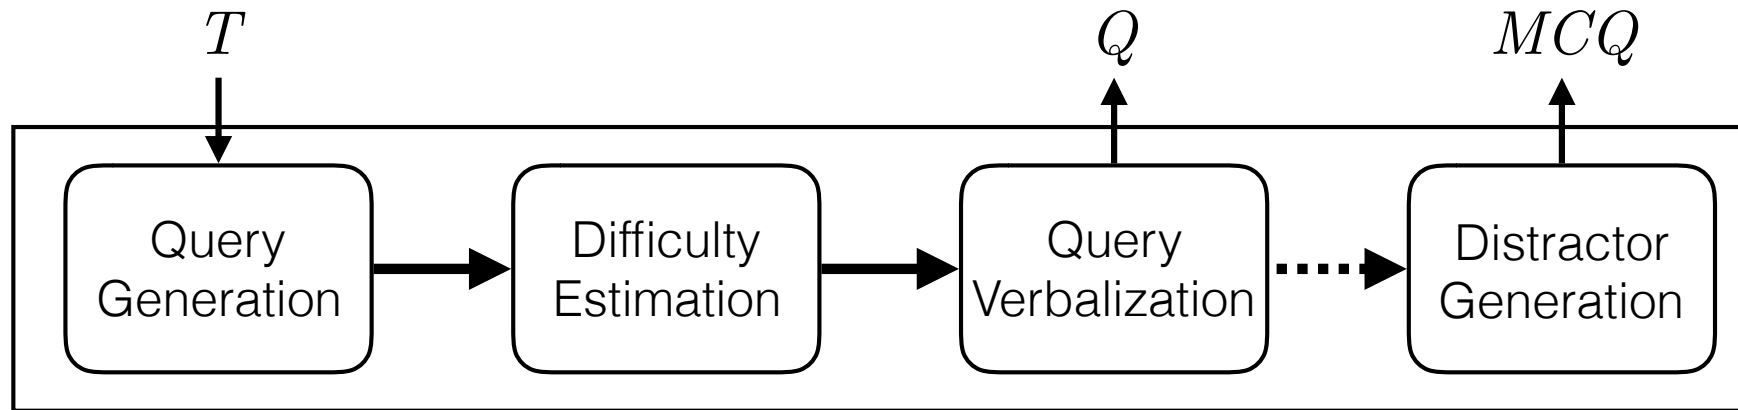 T
Q
MCQ
Query
Generation
Difficulty
Estimation
Query
Verbalization
Distractor
Generation